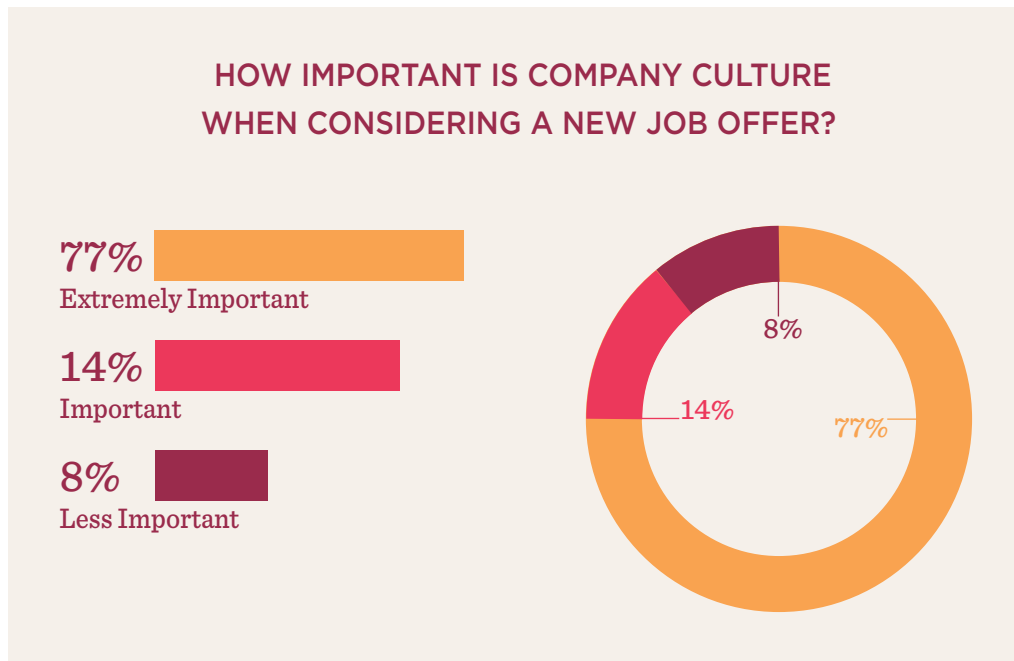 HOW IMPORTANT IS COMPANY CULTURE
WHEN CONSIDERING A NEW JOB OFFER?
77%
Extremely Important
14%
Important
8%
Less Important
8%
14%
77%